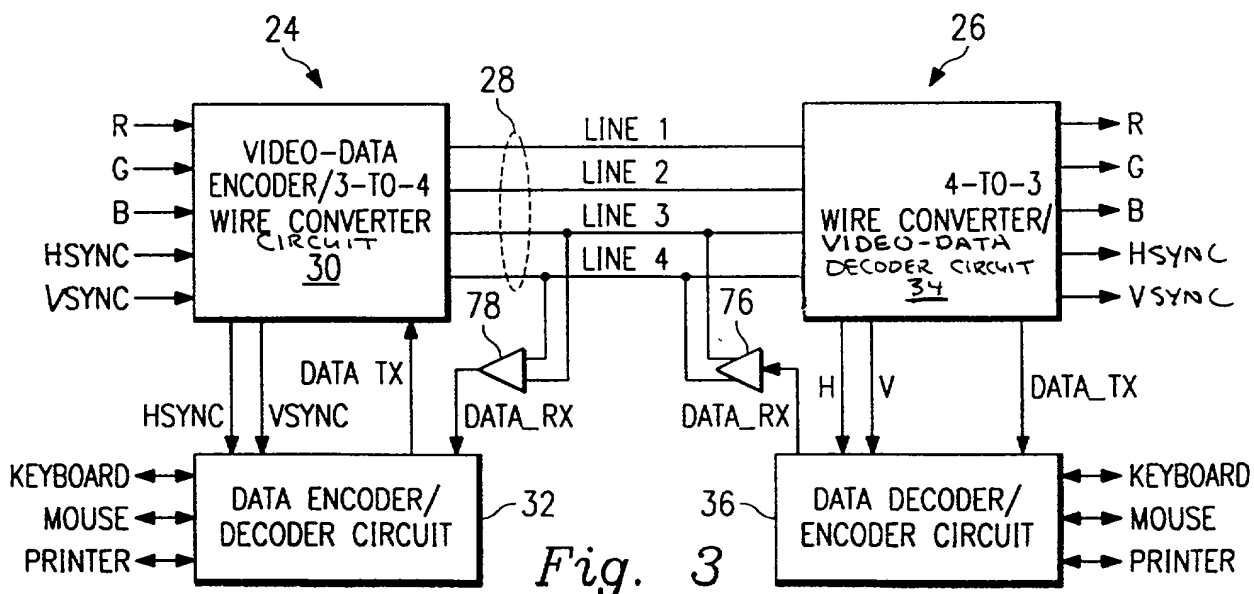 24
26
28
R
G
B
HSYNC
VSYNC
VIDEO-DATA
ENCODER/3-TO-4
WIRE CONVERTER
CIRCUIT
30
LINE 1
LINE 2
LINE 3
LINE 4
4-TO-3
WIRE CONVERTER/
VIDEO-DATA
DECODER CIRCUIT
34
R
G
B
HSYNC
VSYNC
78
76
HSYNC
VSYNC
DATA TX
DATA_RX
DATA_RX
H
V
DATA_TX
KEYBOARD
MOUSE
PRINTER
DATA ENCODER/
DECODER CIRCUIT
32
36
DATA DECODER/
ENCODER CIRCUIT
KEYBOARD
MOUSE
PRINTER
Fig. 3